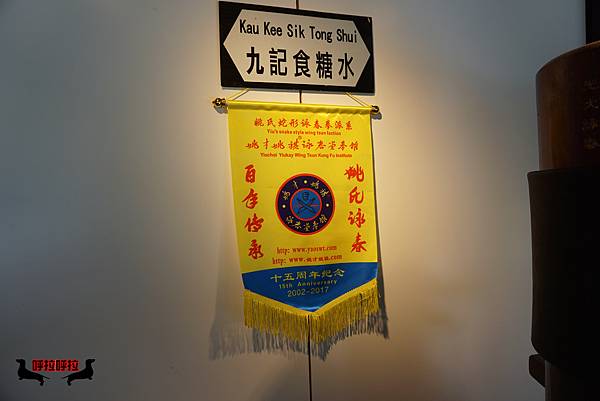 Kau Kee Sik Tong Shui
九記食糖水
姚氏蛇形詠春拳派系
Yiu's snake style wing tsun faction
姚才姚祺詠春拳學館
Yiuchoi Yiukay Wing Tsun Kung Fu Institute
百年傳承
姚氏詠春
http: www.yaoswt.com
十五周年紀念
15th Anniversary
2002-2017
呼拉呼拉